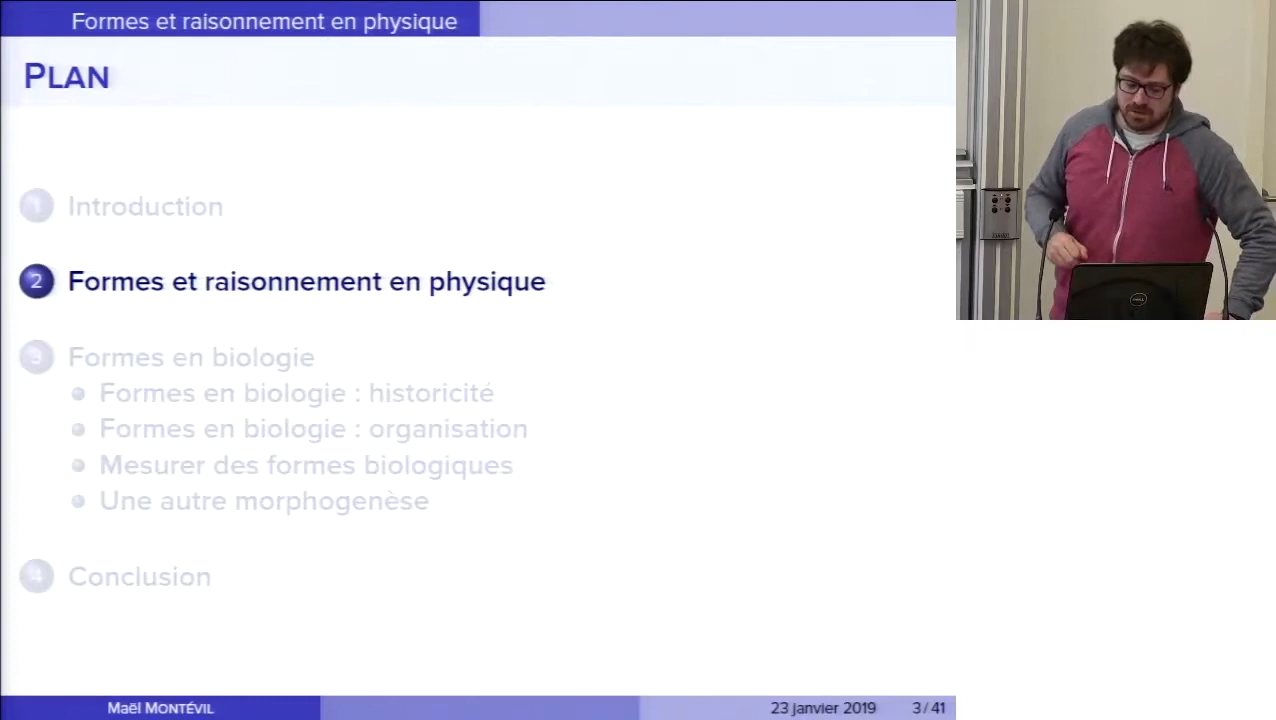 Formes et raisonnement en physique
PLAN
1 Introduction
2 Formes et raisonnement en physique
3 Formes en biologie
Formes en biologie : historicité
Formes en biologie : organisation
Mesurer des formes biologiques
Une autre morphogenèse
4 Conclusion
Maël MONTÉVIL
23 janvier 2019
3 / 41
DELL